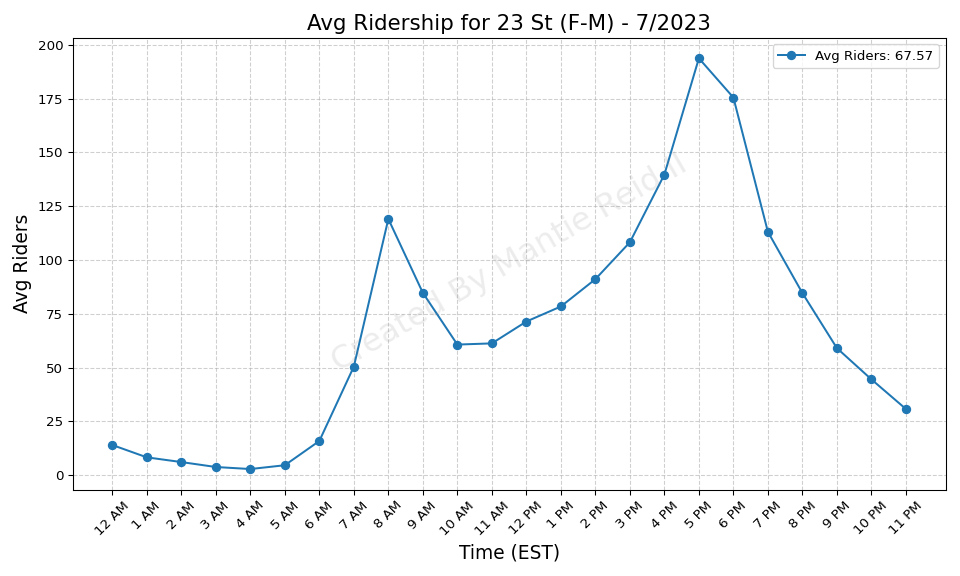 Avg Ridership for 23 St (F-M) - 7/2023
200
175
150
125
100
75
50
25
0
Avg Riders
Avg Riders: 67.57
Created By Mantle Reidal
12 AM
1 AM
2 AM
3 AM
4 AM
5 AM
6 AM
7 AM
8 AM
9 AM
10 AM
11 AM
12 PM
1 PM
2 PM
3 PM
4 PM
5 PM
6 PM
7 PM
8 PM
9 PM
10 PM
11 PM
Time (EST)